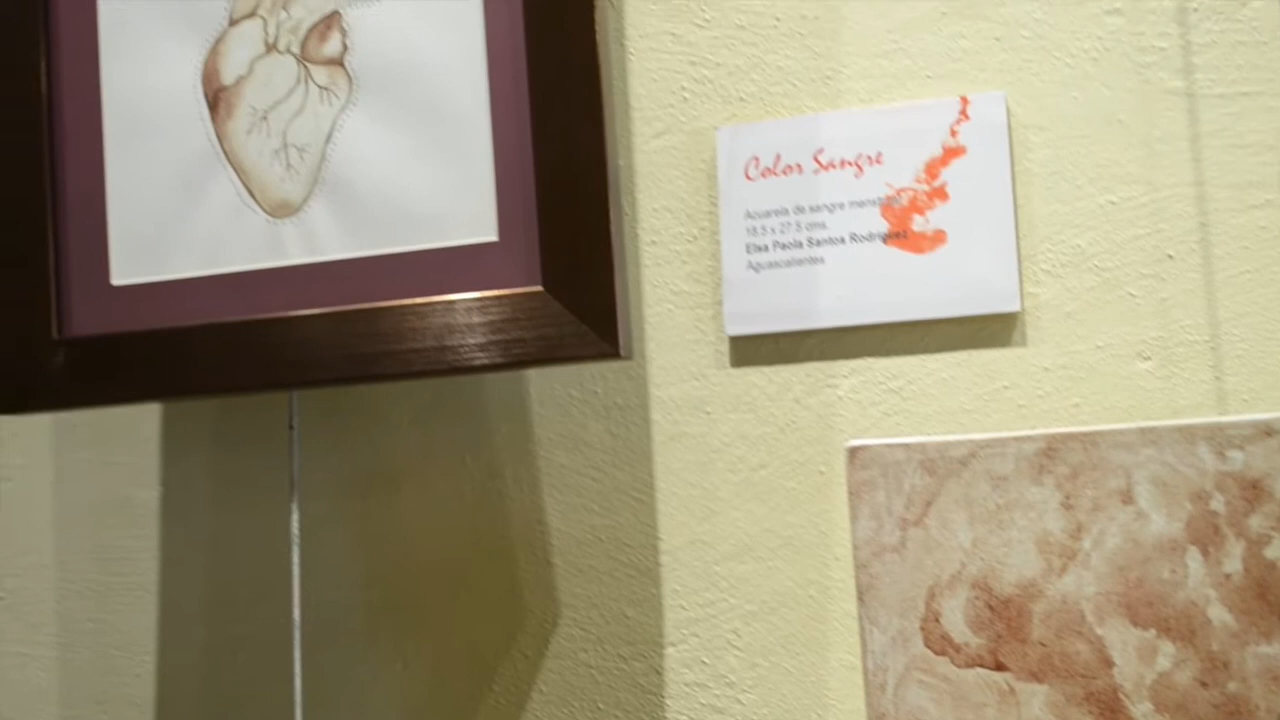 Color Sangre
Acuarela de sangre menstrual
18.5 x 27.5 cms.
Elsa Paola Santos Rodríguez
Aguascalientes